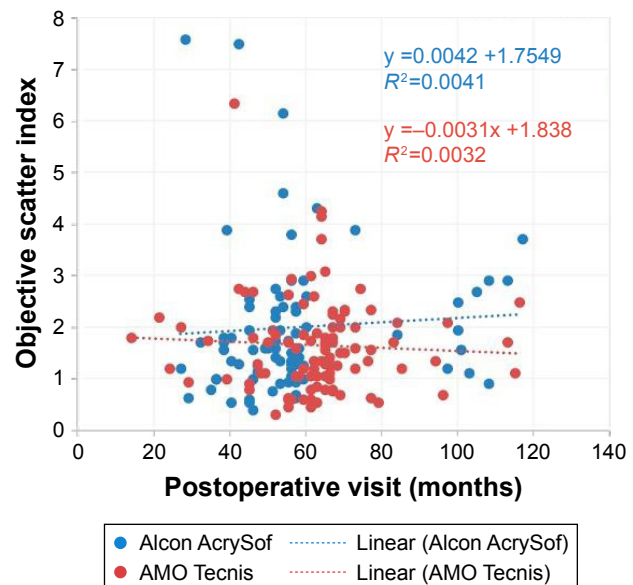 8
7
6
5
4
3
2
1
0
Objective scatter index
y =0.0042 +1.7549
R²=0.0041
y =–0.0031x +1.838
R²=0.0032
0 20 40 60 80 100 120 140
Postoperative visit (months)
Alcon AcrySof Linear (Alcon AcrySof)
AMO Tecnis Linear (AMO Tecnis)